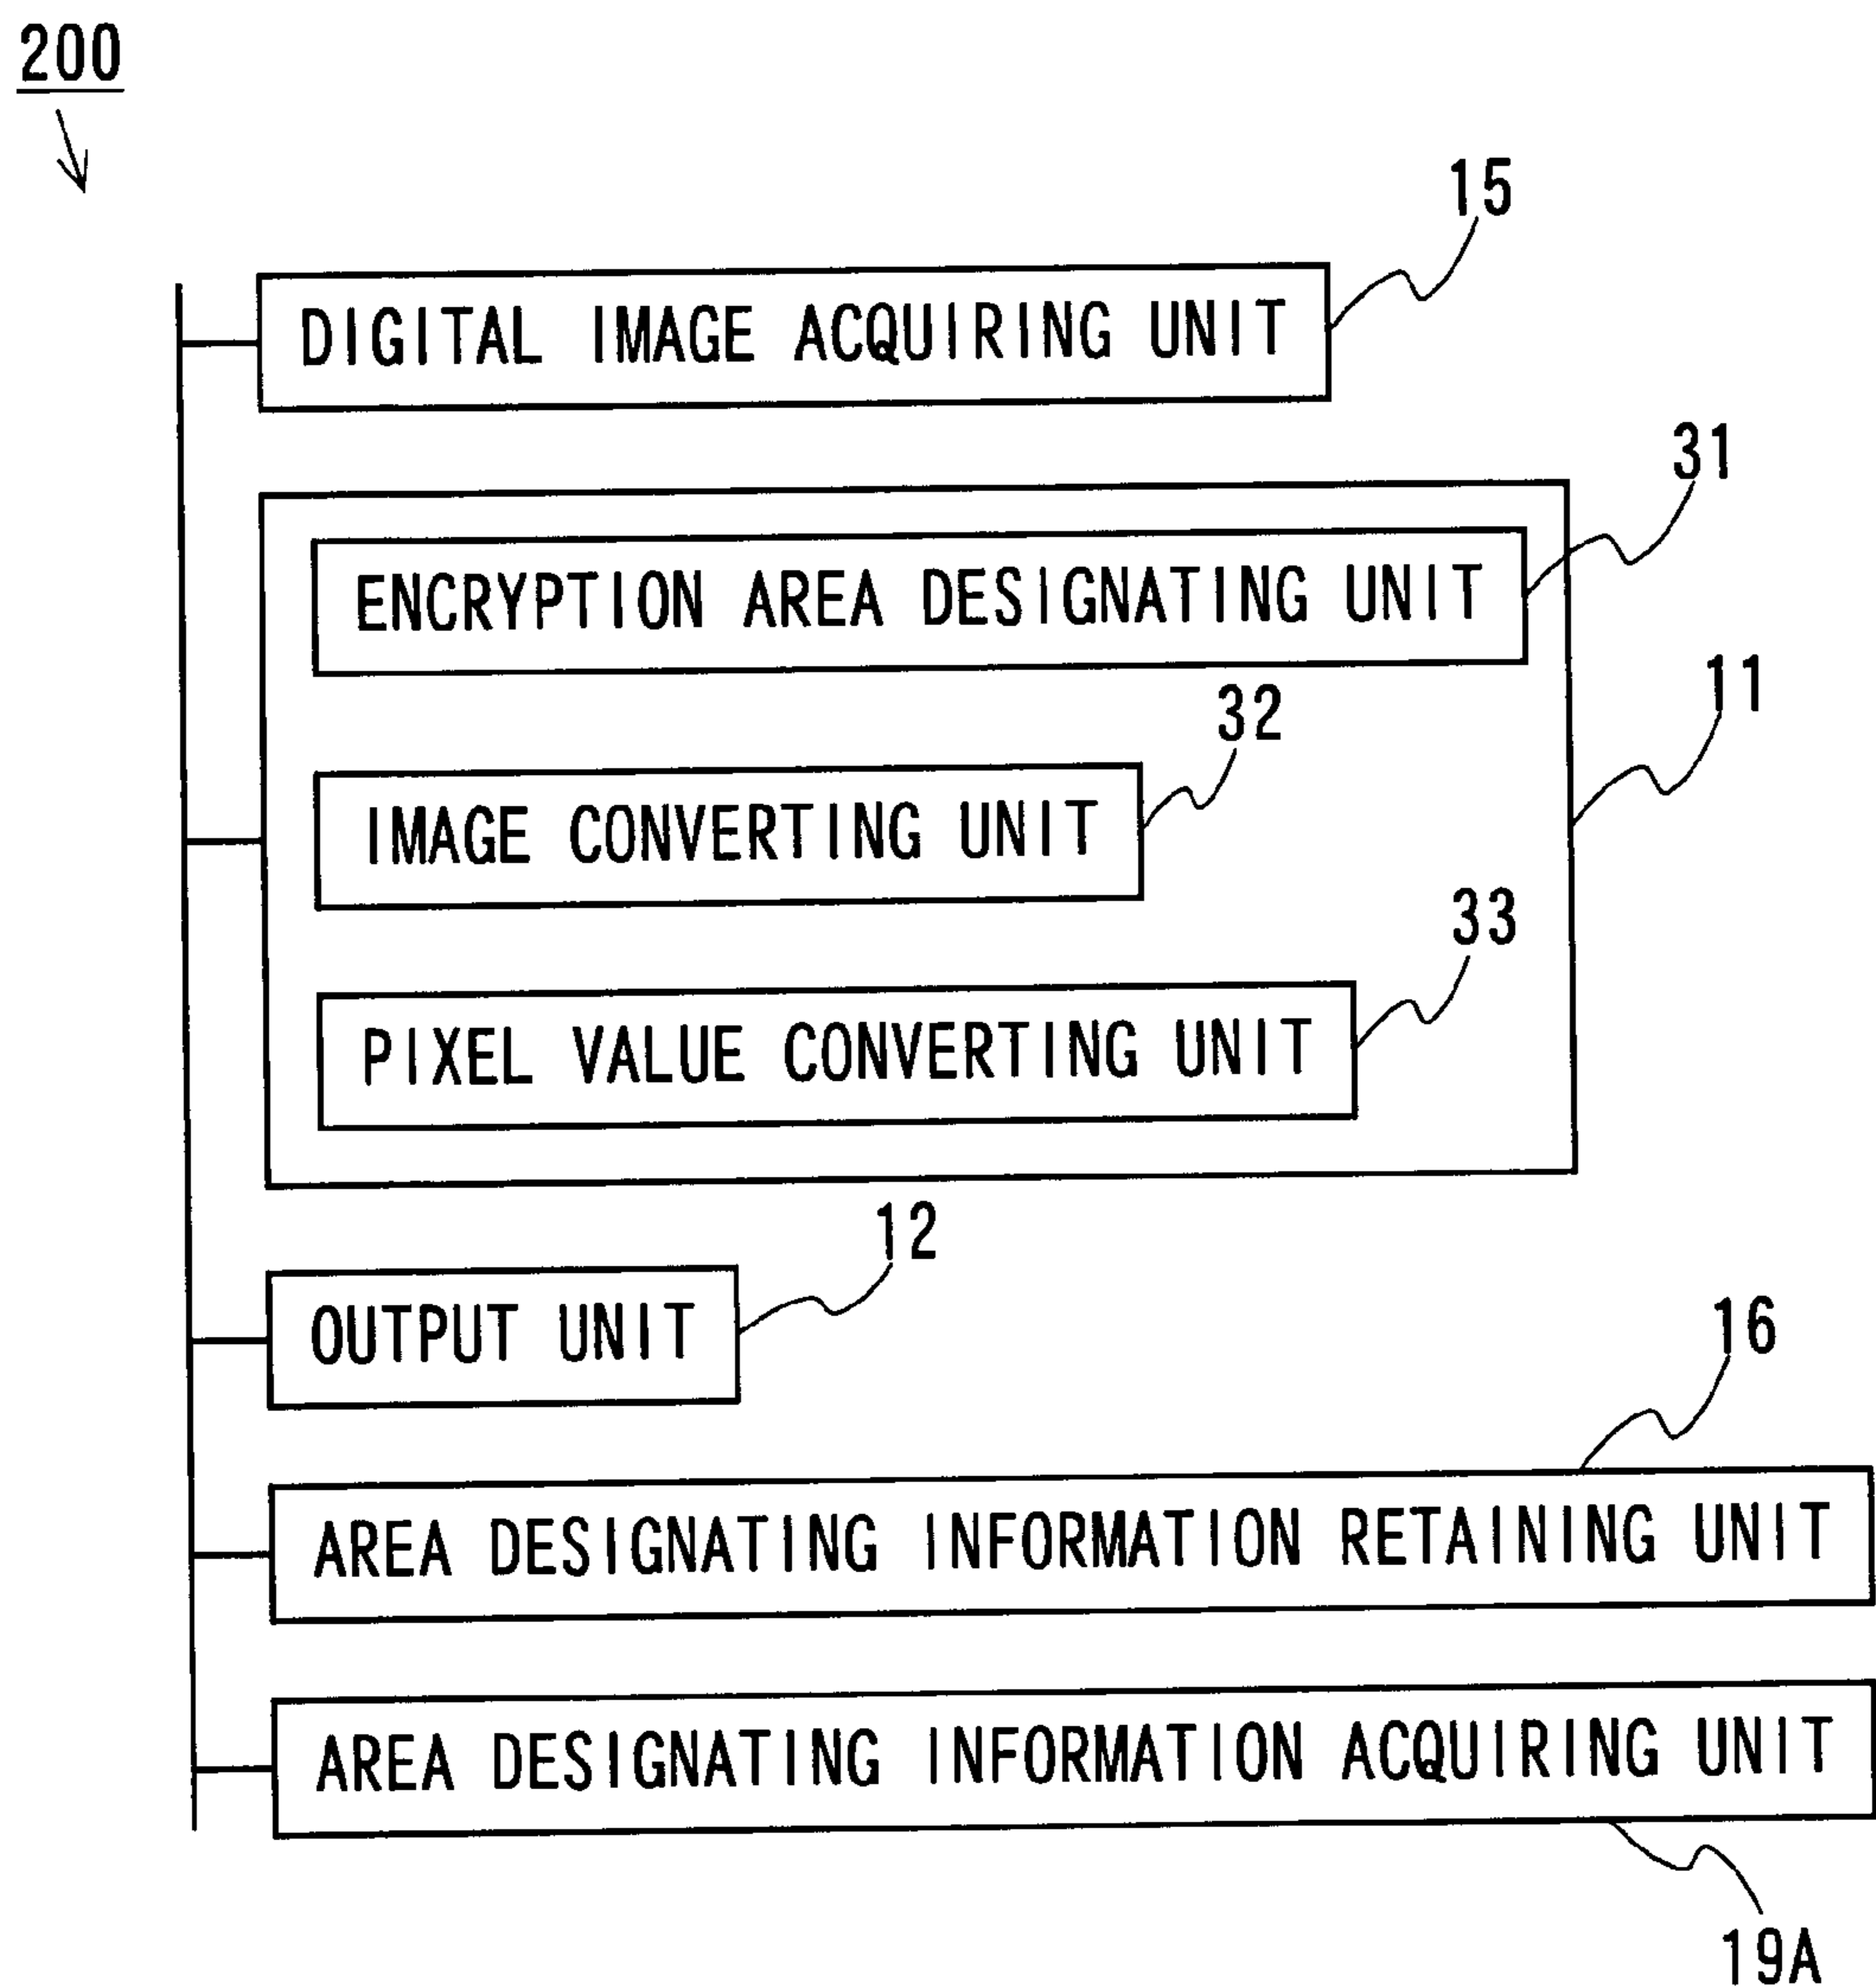 200
15
DIGITAL IMAGE ACQUIRING UNIT
31
ENCRYPTION AREA DESIGNATING UNIT
11
32
IMAGE CONVERTING UNIT
33
PIXEL VALUE CONVERTING UNIT
12
OUTPUT UNIT
16
AREA DESIGNATING INFORMATION RETAINING UNIT
AREA DESIGNATING INFORMATION ACQUIRING UNIT
19A